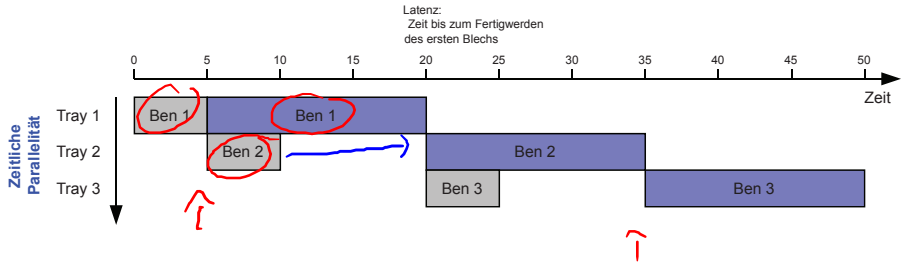 Latenz:
Zeit bis zum Fertigwerden
des ersten Blechs
0 5 10 15 20 25 30 35 40 45 50
Zeit
Zeitliche
Parallelität
Tray 1 Ben 1 Ben 1
Tray 2 Ben 2 Ben 2
Tray 3 Ben 3 Ben 3